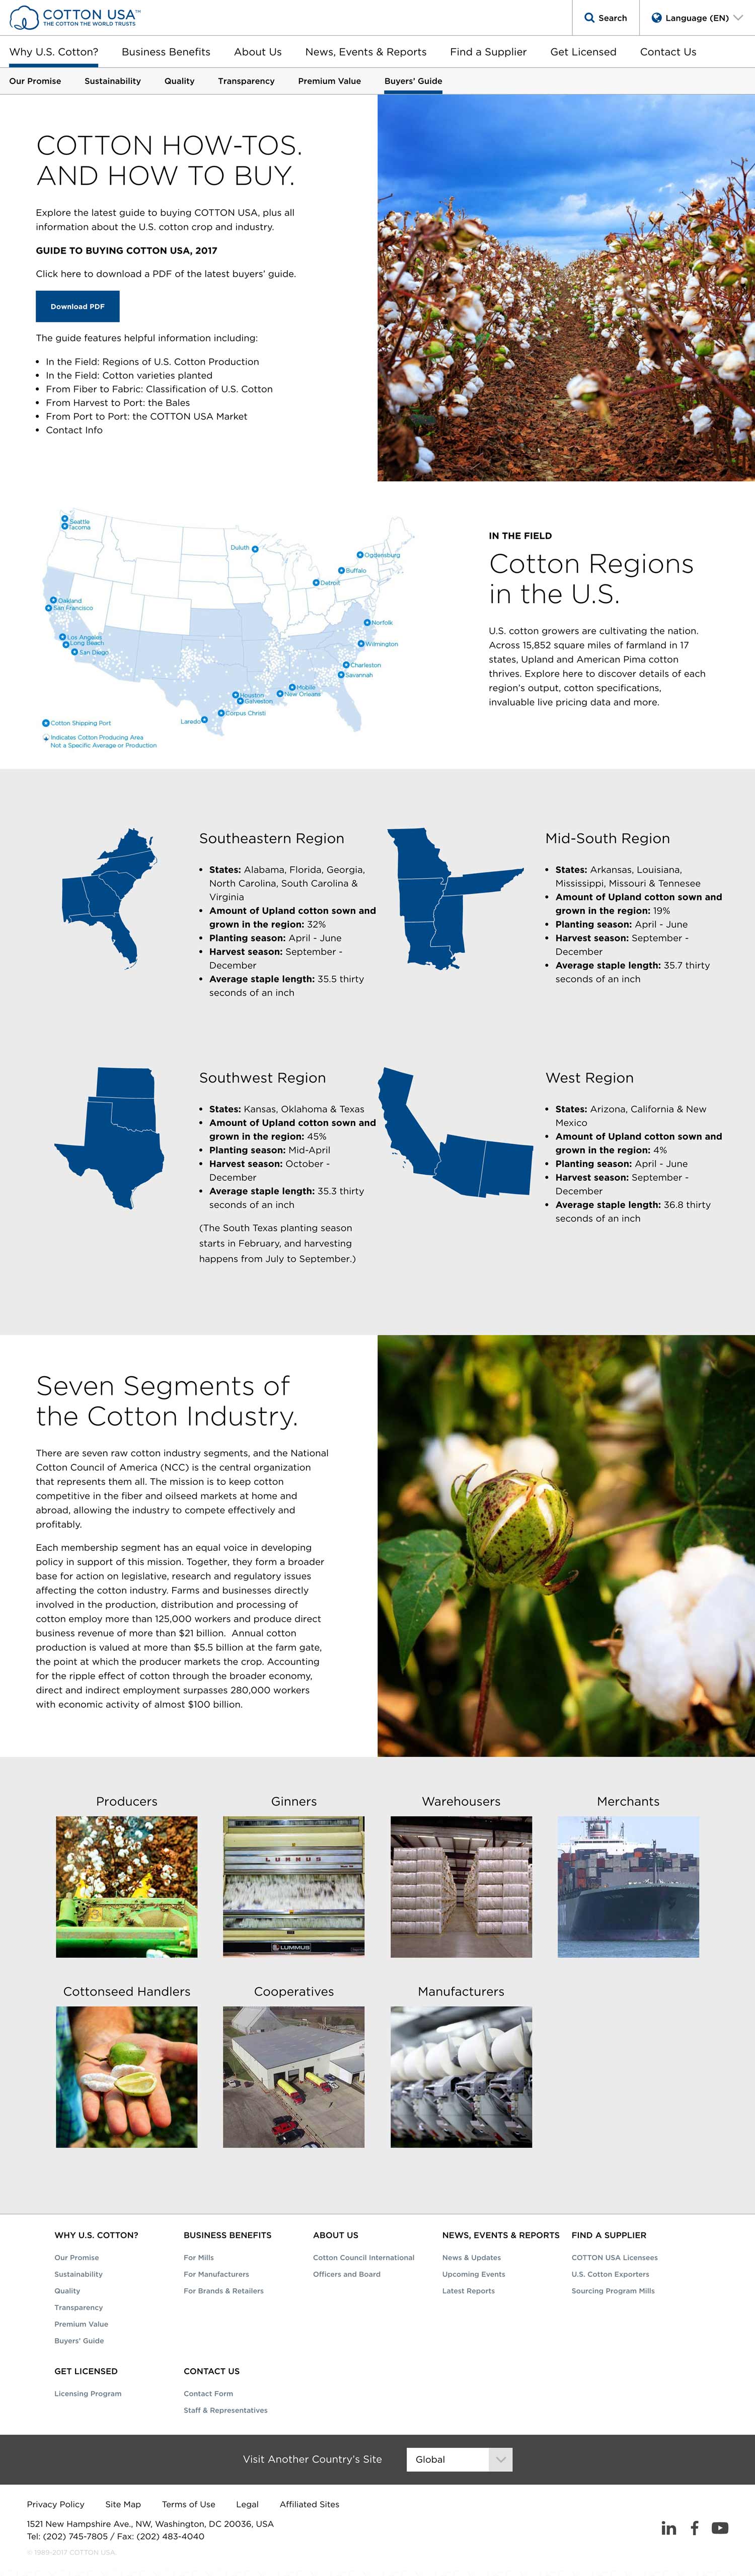 COTTON USA™
THE COTTON THE WORLD TRUSTS
Search
Language (EN)
Why U.S. Cotton?
Business Benefits
About Us
News, Events & Reports
Find a Supplier
Get Licensed
Contact Us
Our Promise
Sustainability
Quality
Transparency
Premium Value
Buyers' Guide
COTTON HOW-TOS.
AND HOW TO BUY.
Explore the latest guide to buying COTTON USA, plus all
information about the U.S. cotton crop and industry.
GUIDE TO BUYING COTTON USA, 2017
Click here to download a PDF of the latest buyers' guide.
Download PDF
The guide features helpful information including:
• In the Field: Regions of U.S. Cotton Production
• In the Field: Cotton varieties planted
• From Fiber to Fabric: Classification of U.S. Cotton
• From Harvest to Port: the Bales
• From Port to Port: the COTTON USA Market
• Contact Info
Seattle
Tacoma
Duluth
Ogdensburg
Buffalo
Detroit
Oakland
San Francisco
Norfolk
Los Angeles
Long Beach
San Diego
Wilmington
Charleston
Savannah
Mobile
New Orleans
Houston
Galveston
Corpus Christi
Laredo
Cotton Shipping Port
Indicates Cotton Producing Area
Not a Specific Average or Production
IN THE FIELD
Cotton Regions
in the U.S.
U.S. cotton growers are cultivating the nation.
Across 15,852 square miles of farmland in 17
states, Upland and American Pima cotton
thrives. Explore here to discover details of each
region's output, cotton specifications,
invaluable live pricing data and more.
Southeastern Region
• States: Alabama, Florida, Georgia,
North Carolina, South Carolina &
Virginia
• Amount of Upland cotton sown and
grown in the region: 32%
• Planting season: April - June
• Harvest season: September -
December
• Average staple length: 35.5 thirty
seconds of an inch
Mid-South Region
• States: Arkansas, Louisiana,
Mississippi, Missouri & Tennesee
• Amount of Upland cotton sown and
grown in the region: 19%
• Planting season: April - June
• Harvest season: September -
December
• Average staple length: 35.7 thirty
seconds of an inch
Southwest Region
• States: Kansas, Oklahoma & Texas
• Amount of Upland cotton sown and
grown in the region: 45%
• Planting season: Mid-April
• Harvest season: October -
December
• Average staple length: 35.3 thirty
seconds of an inch
(The South Texas planting season
starts in February, and harvesting
happens from July to September.)
West Region
• States: Arizona, California & New
Mexico
• Amount of Upland cotton sown and
grown in the region: 4%
• Planting season: April - June
• Harvest season: September -
December
• Average staple length: 36.8 thirty
seconds of an inch
Seven Segments of
the Cotton Industry.
There are seven raw cotton industry segments, and the National
Cotton Council of America (NCC) is the central organization
that represents them all. The mission is to keep cotton
competitive in the fiber and oilseed markets at home and
abroad, allowing the industry to compete effectively and
profitably.
Each membership segment has an equal voice in developing
policy in support of this mission. Together, they form a broader
base for action on legislative, research and regulatory issues
affecting the cotton industry. Farms and businesses directly
involved in the production, distribution and processing of
cotton employ more than 125,000 workers and produce direct
business revenue of more than $21 billion. Annual cotton
production is valued at more than $5.5 billion at the farm gate,
the point at which the producer markets the crop. Accounting
for the ripple effect of cotton through the broader economy,
direct and indirect employment surpasses 280,000 workers
with economic activity of almost $100 billion.
Producers
Ginners
Warehousers
Merchants
LUMMUS
LUMMUS
Cottonseed Handlers
Cooperatives
Manufacturers
WHY U.S. COTTON?
Our Promise
Sustainability
Quality
Transparency
Premium Value
Buyers' Guide
BUSINESS BENEFITS
For Mills
For Manufacturers
For Brands & Retailers
ABOUT US
Cotton Council International
Officers and Board
NEWS, EVENTS & REPORTS
News & Updates
Upcoming Events
Latest Reports
FIND A SUPPLIER
COTTON USA Licensees
U.S. Cotton Exporters
Sourcing Program Mills
GET LICENSED
Licensing Program
CONTACT US
Contact Form
Staff & Representatives
Visit Another Country's Site
Global
Privacy Policy
Site Map
Terms of Use
Legal
Affiliated Sites
1521 New Hampshire Ave., NW, Washington, DC 20036, USA
Tel: (202) 745-7805 / Fax: (202) 483-4040
© 1989-2017 COTTON USA.